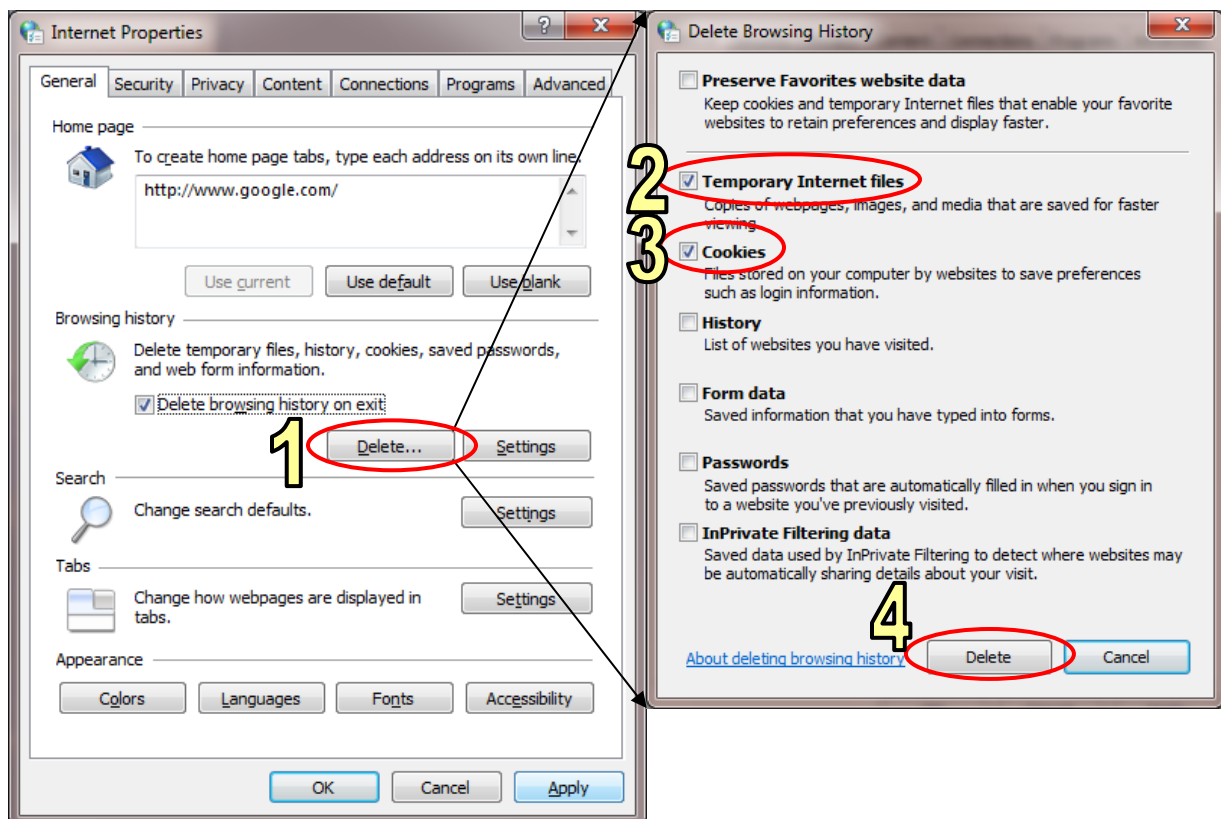 Internet Properties
General Security Privacy Content Connections Programs Advanced
Home page
To create home page tabs, type each address on its own line.
http://www.google.com/
Use current Use default Use blank
Browsing history
Delete temporary files, history, cookies, saved passwords,
and web form information.
Delete browsing history on exit
1
Delete... Settings
Search
Change search defaults.
Settings
Tabs
Change how webpages are displayed in
tabs.
Settings
Appearance
Colors Languages Fonts Accessibility
OK Cancel Apply
Delete Browsing History
Preserve Favorites website data
Keep cookies and temporary Internet files that enable your favorite
websites to retain preferences and display faster.
2
Temporary Internet files
Copies of webpages, images, and media that are saved for faster
viewing.
3
Cookies
Files stored on your computer by websites to save preferences
such as login information.
History
List of websites you have visited.
Form data
Saved information that you have typed into forms.
Passwords
Saved passwords that are automatically filled in when you sign in
to a website you've previously visited.
InPrivate Filtering data
Saved data used by InPrivate Filtering to detect where websites may
be automatically sharing details about your visit.
4
About deleting browsing history Delete Cancel